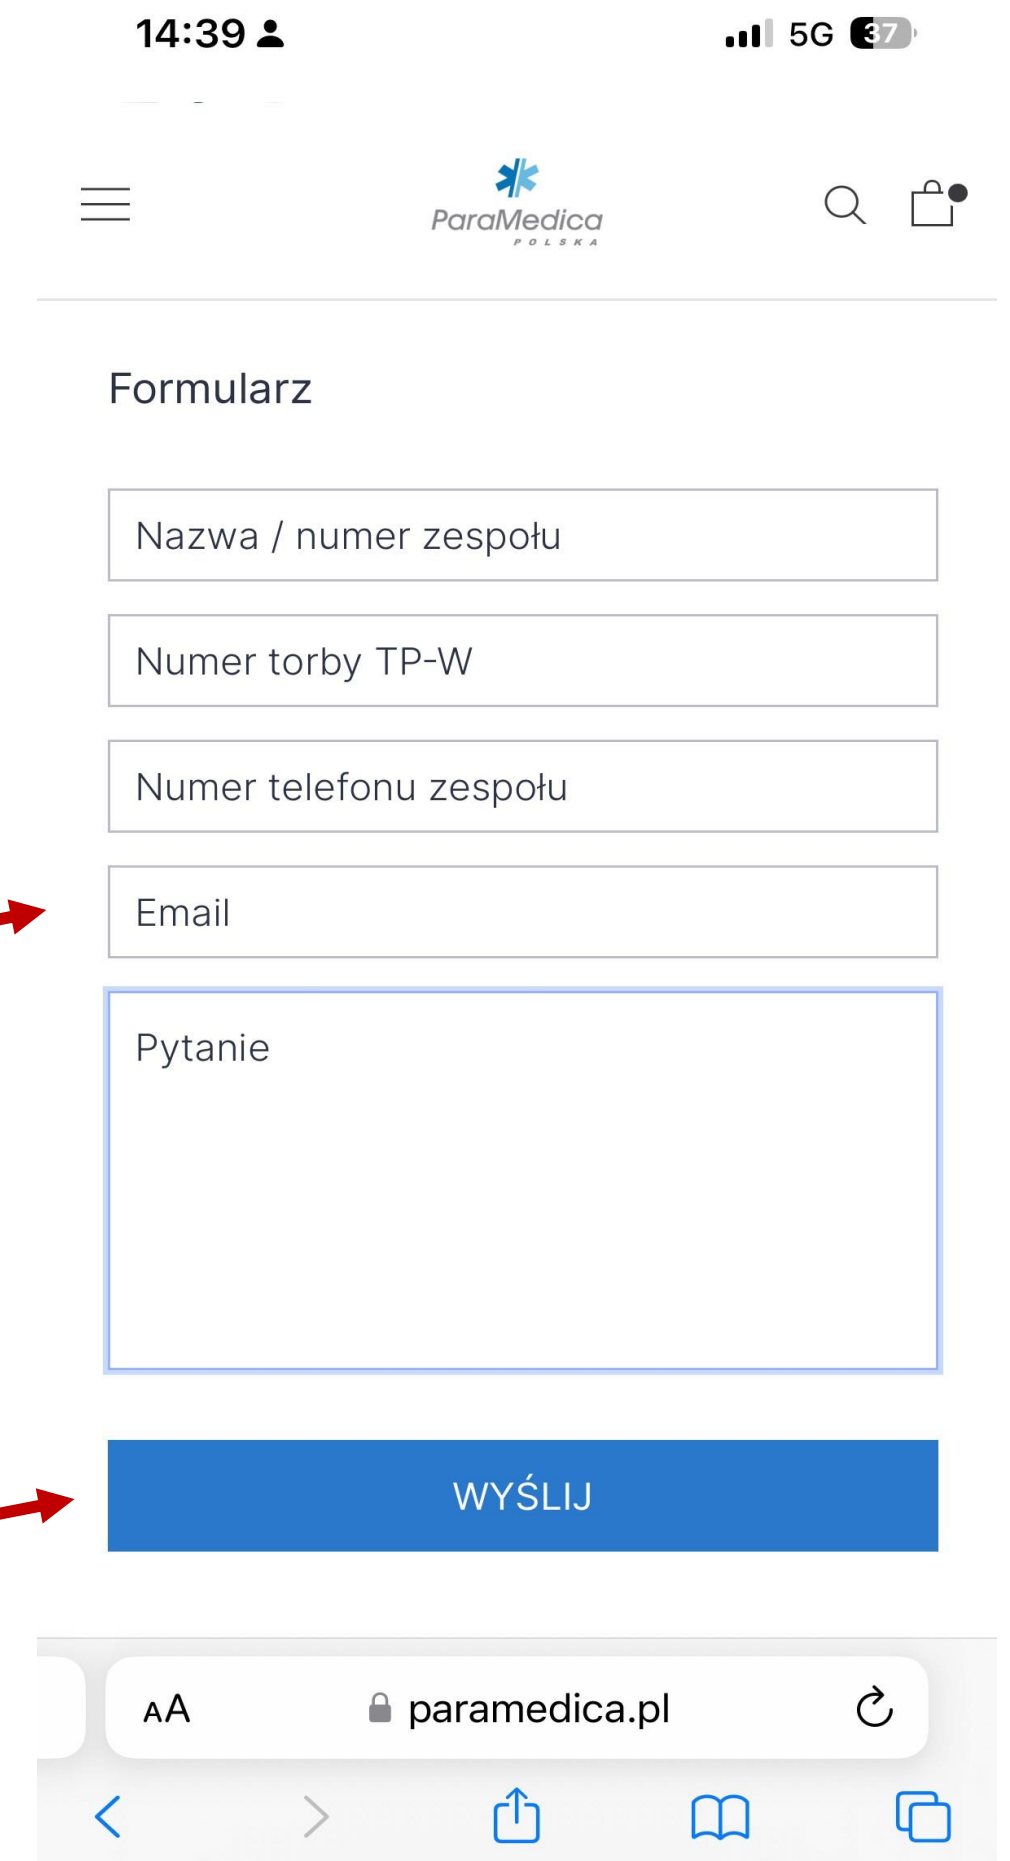 14:39 5G 37
ParaMedica
POLSKA
Formularz
Nazwa / numer zespołu
Numer torby TP-W
Numer telefonu zespołu
Email
Pytanie
WYŚLIJ
AA paramedica.pl